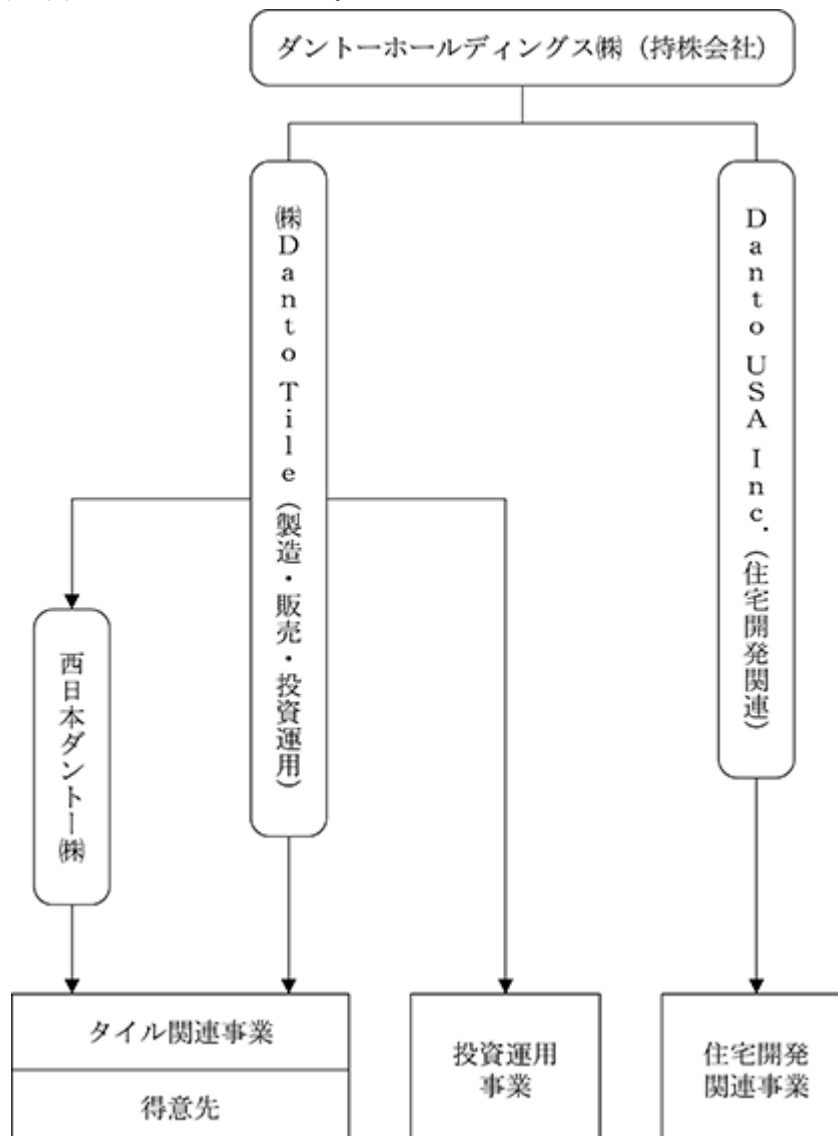 ダントーホールディングス㈱（持株会社）
㈱Danto Tile（製造・販売・投資運用）
Danto USA Inc.（住宅開発関連）
西日本ダントー㈱
タイル関連事業
得意先
投資運用
事業
住宅開発
関連事業